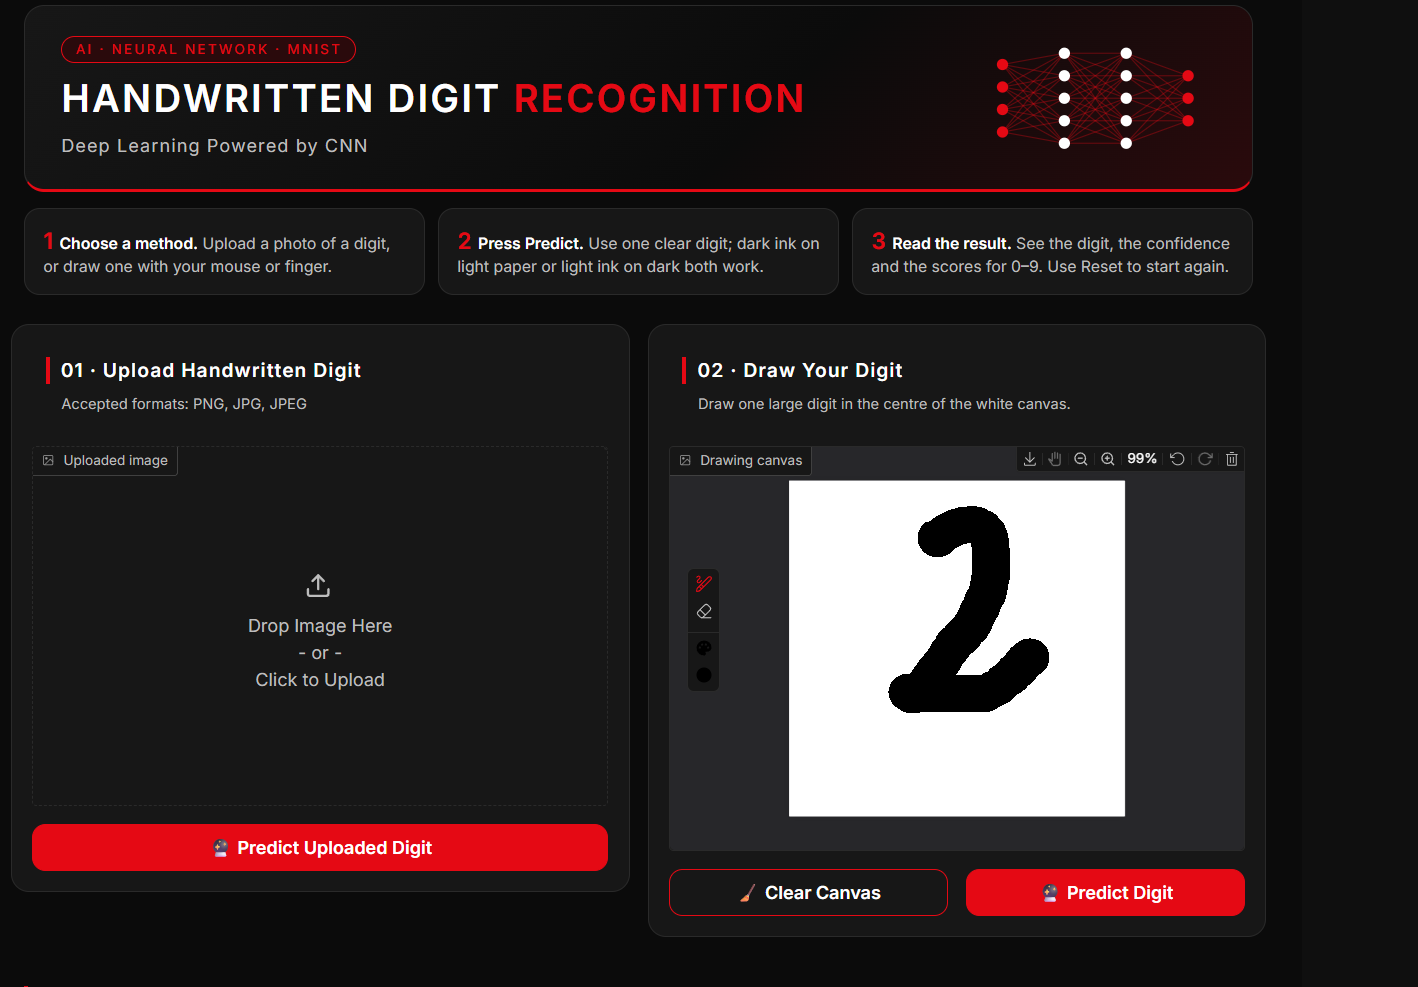 AI · NEURAL NETWORK · MNIST
HANDWRITTEN DIGIT RECOGNITION
Deep Learning Powered by CNN
1 Choose a method. Upload a photo of a digit,
or draw one with your mouse or finger.
2 Press Predict. Use one clear digit; dark ink on
light paper or light ink on dark both work.
3 Read the result. See the digit, the confidence
and the scores for 0–9. Use Reset to start again.
01 · Upload Handwritten Digit
Accepted formats: PNG, JPG, JPEG
Uploaded image
Drop Image Here
- or -
Click to Upload
Predict Uploaded Digit
02 · Draw Your Digit
Draw one large digit in the centre of the white canvas.
Drawing canvas
99%
2
Clear Canvas
Predict Digit